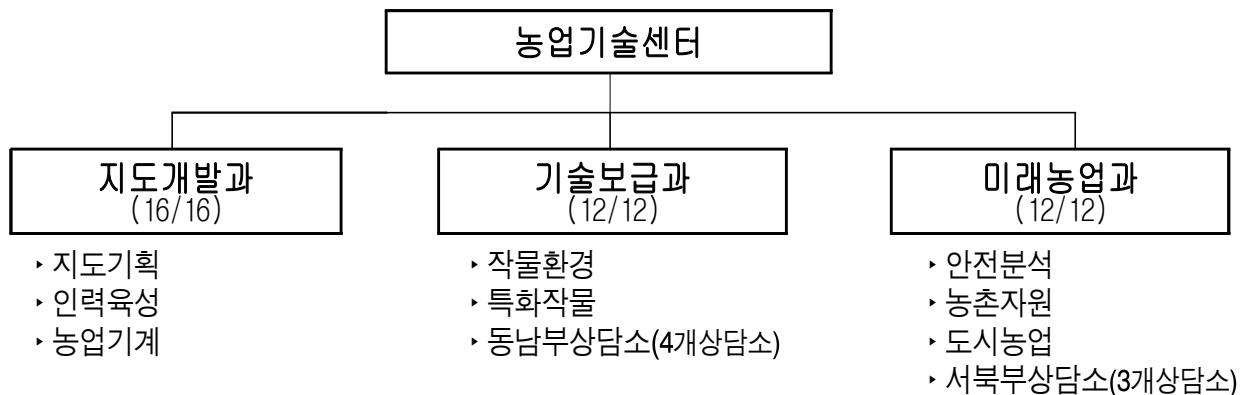 농업기술센터
지도개발과
(16/16)
‣ 지도기획
‣ 인력육성
‣ 농업기계
기술보급과
(12/12)
‣ 작물환경
‣ 특화작물
‣ 동남부상담소(4개상담소)
미래농업과
(12/12)
‣ 안전분석
‣ 농촌자원
‣ 도시농업
‣ 서북부상담소(3개상담소)